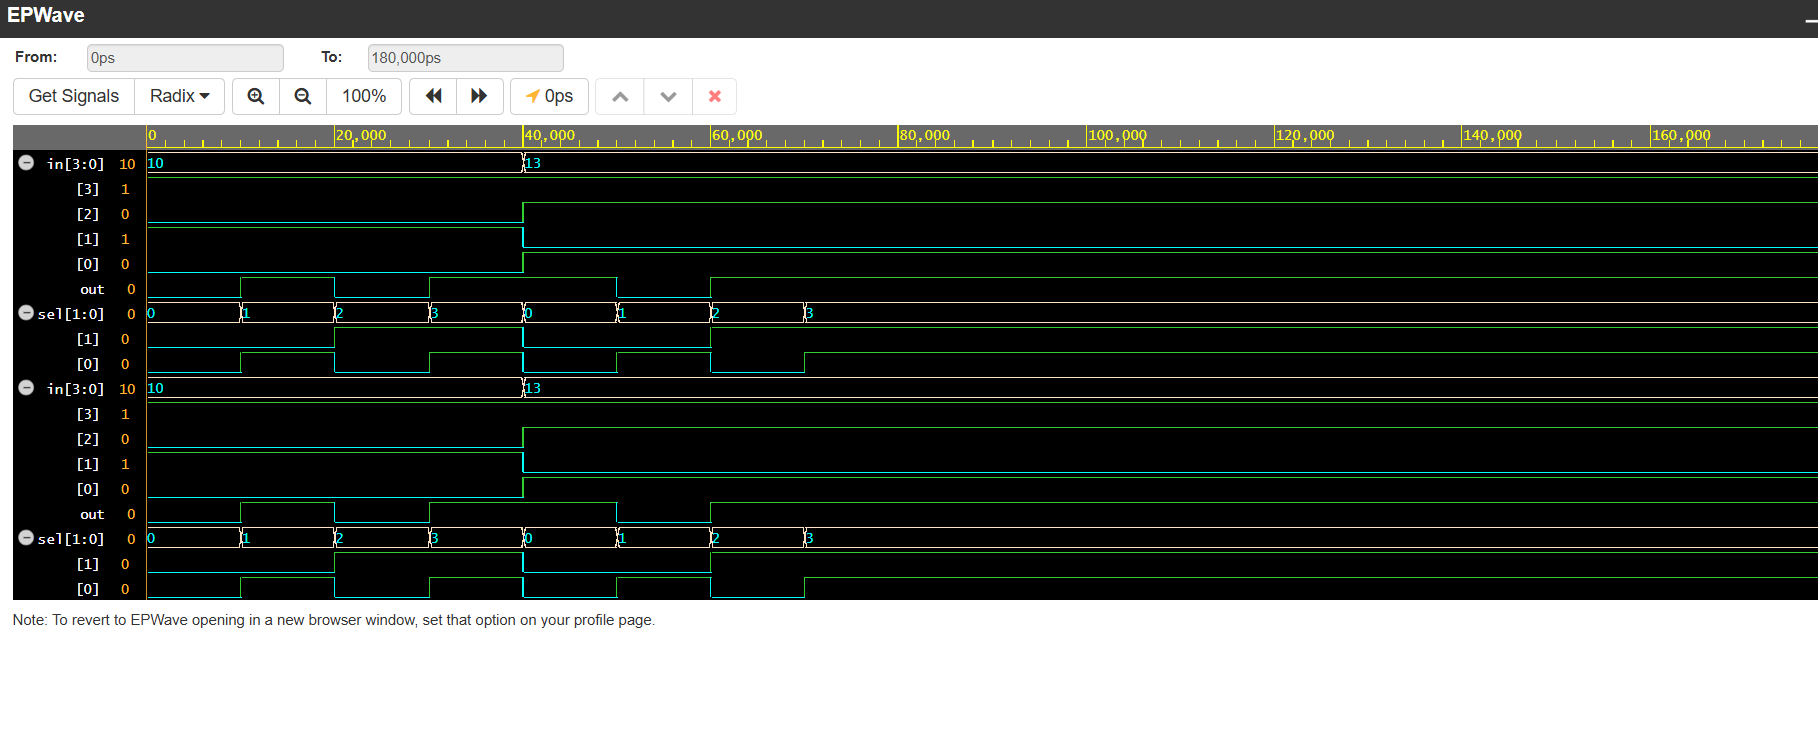 EPWave
From: 0ps To: 180,000ps
Get Signals Radix 100% 0ps
0 20,000 40,000 60,000 80,000 100,000 120,000 140,000 160,000
in[3:0] 10 10 13
[3] 1
[2] 0
[1] 1
[0] 0
out 0
sel[1:0] 0 0 1 2 3 0 1 2 3
[1] 0
[0] 0
in[3:0] 10 10 13
[3] 1
[2] 0
[1] 1
[0] 0
out 0
sel[1:0] 0 0 1 2 3 0 1 2 3
[1] 0
[0] 0
Note: To revert to EPWave opening in a new browser window, set that option on your profile page.